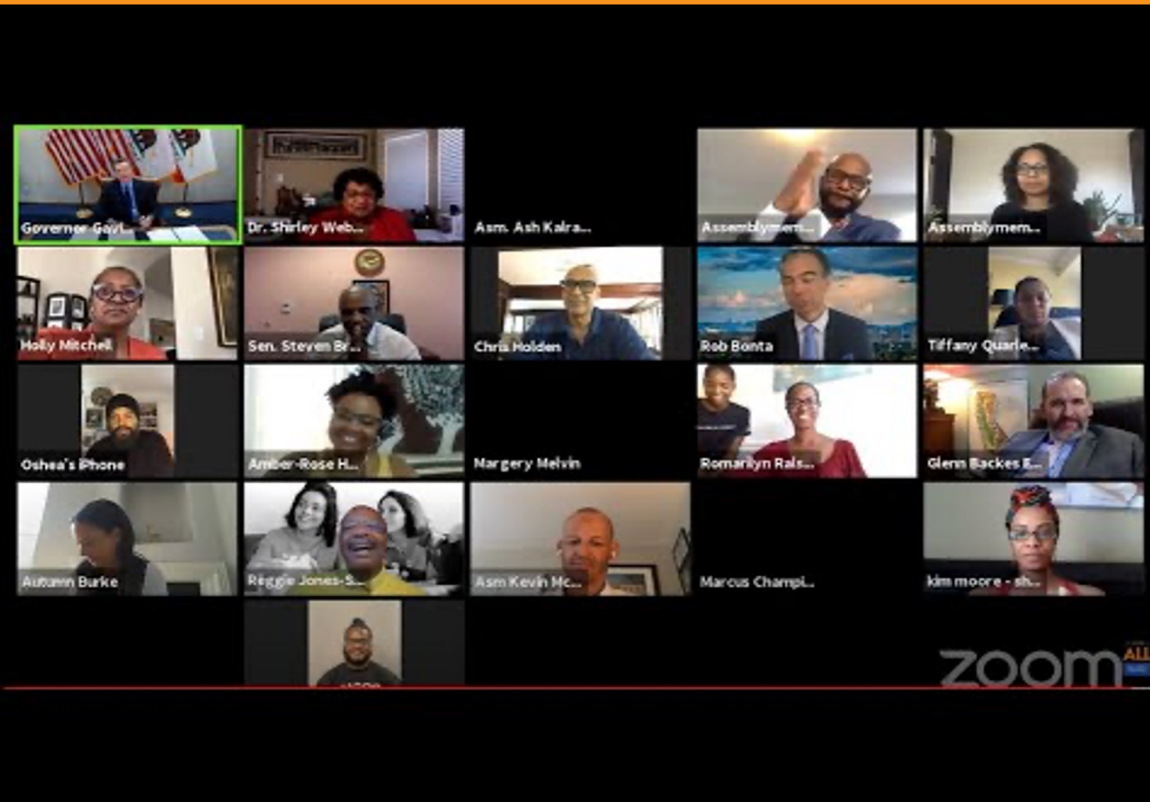 Governor Gavi...
Dr. Shirley Web...
Asm. Ash Kalra...
Assemblymem...
Assemblymem...
Holly Mitchell
Sen. Steven Br...
Chris Holden
Rob Bonta
Tiffany Quarle...
Oshea's iPhone
Amber-Rose H...
Margery Melvin
Romarilyn Rals...
Glenn Backes E...
Autumn Burke
Reggie Jones-S...
Asm Kevin Mc...
Marcus Champi...
kim moore - sh...
zoom
ALL